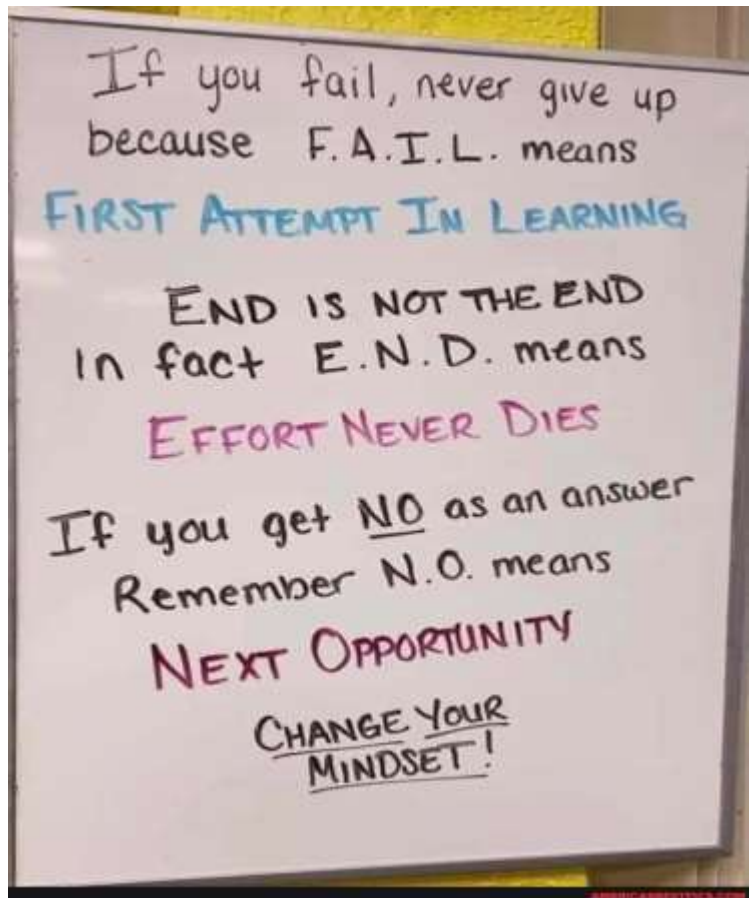 If you fail, never give up
because F.A.I.L. means
FIRST ATTEMPT IN LEARNING
END IS NOT THE END
In fact E.N.D. means
EFFORT NEVER DIES
If you get NO as an answer
Remember N.O. means
NEXT OPPORTUNITY
CHANGE YOUR
MINDSET!